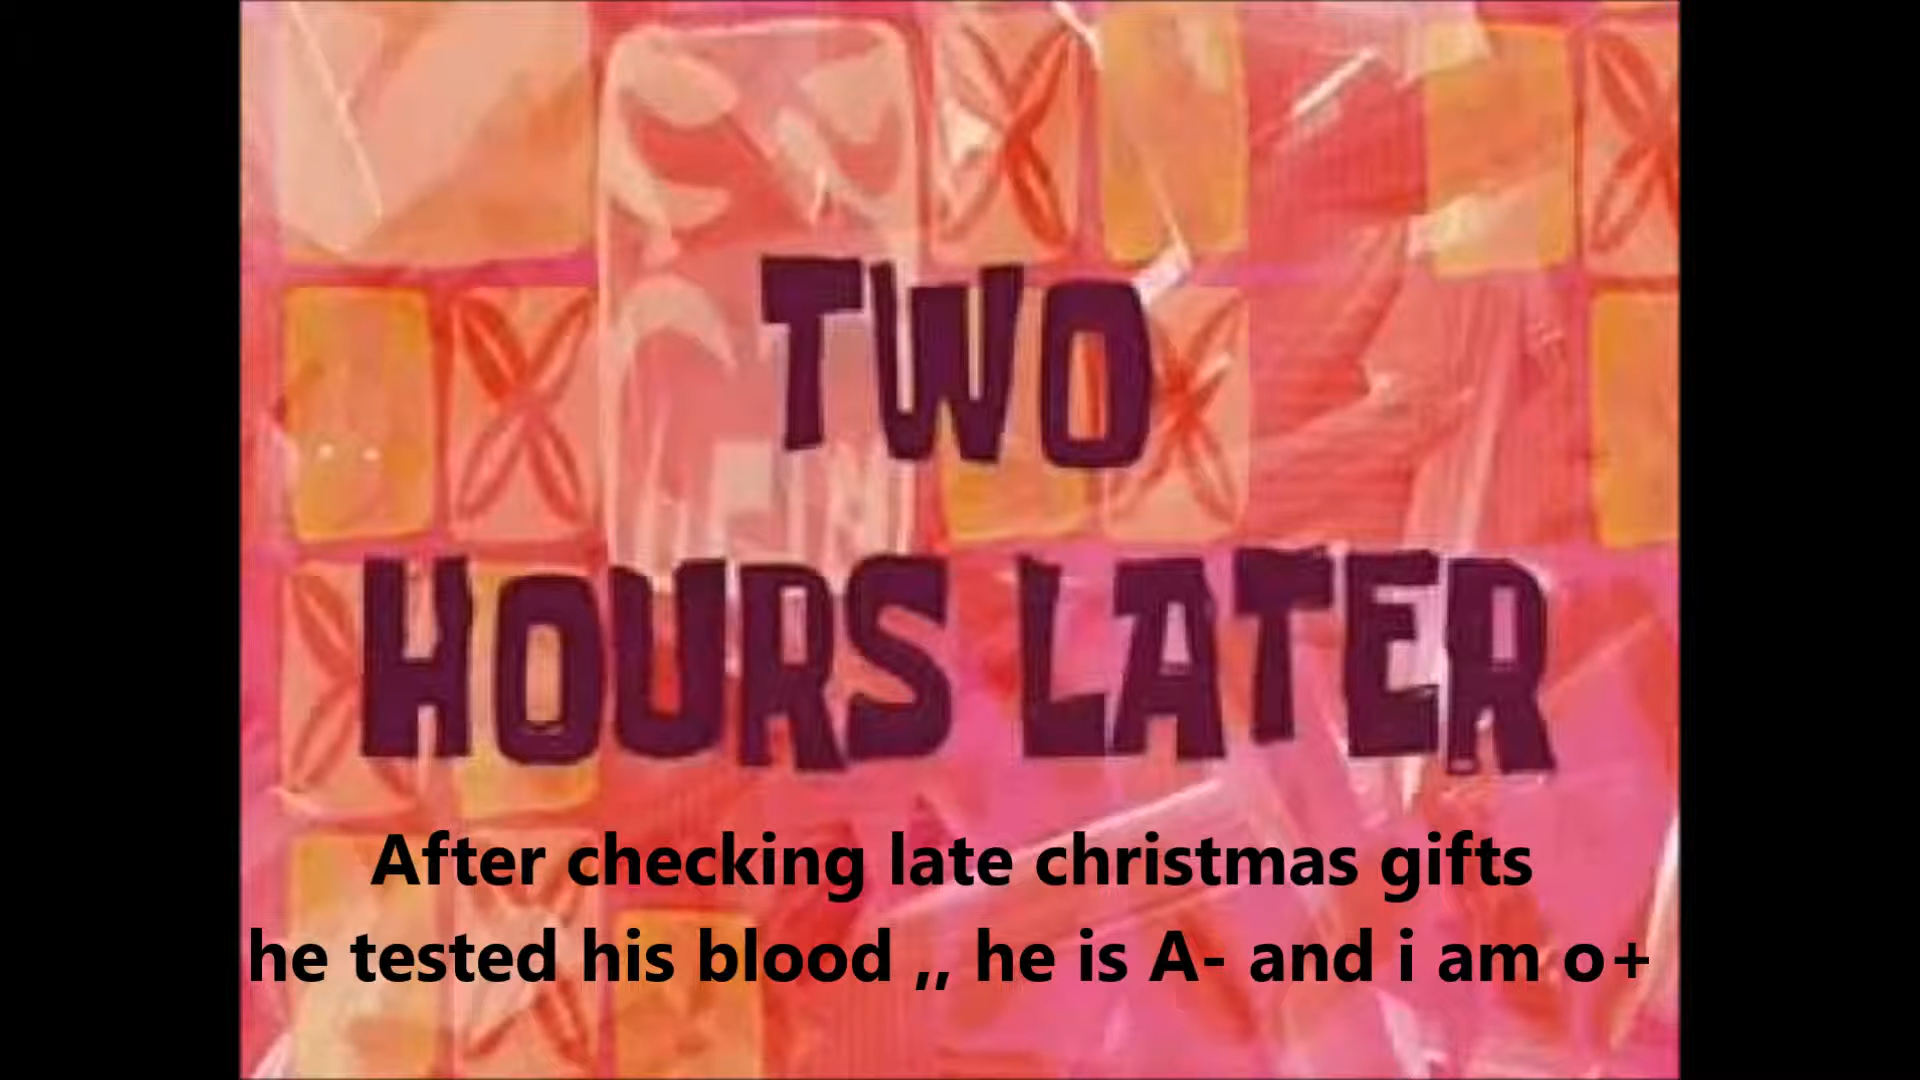 TWO
HOURS LATER
After checking late christmas gifts
he tested his blood ,, he is A- and i am o+